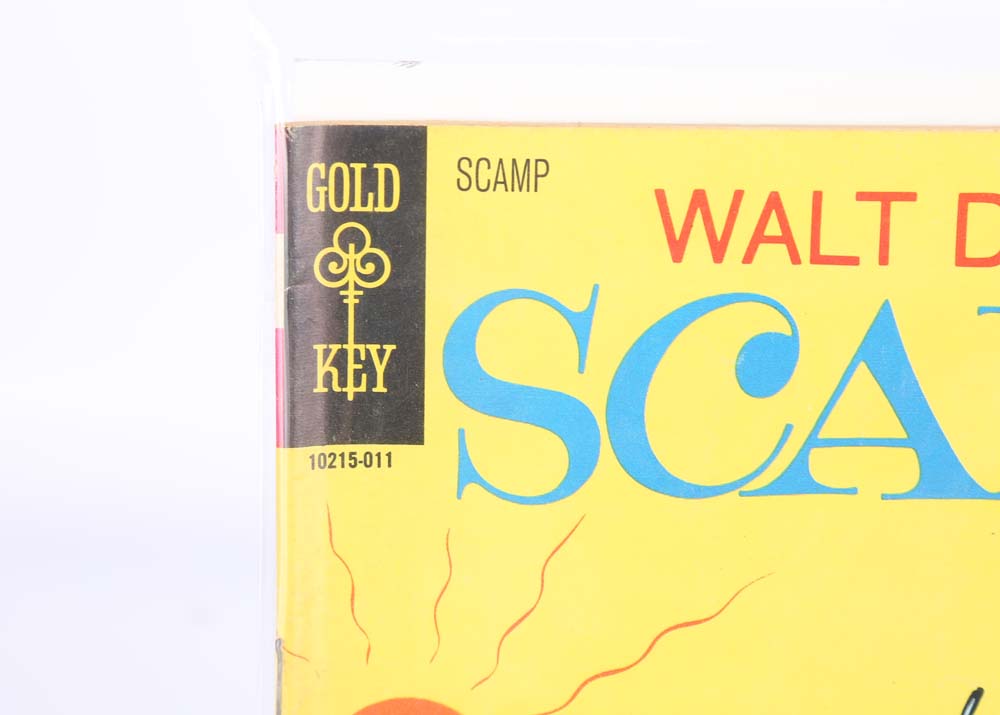 GOLD
KEY
10215-011
SCAMP
WALT D
SCA